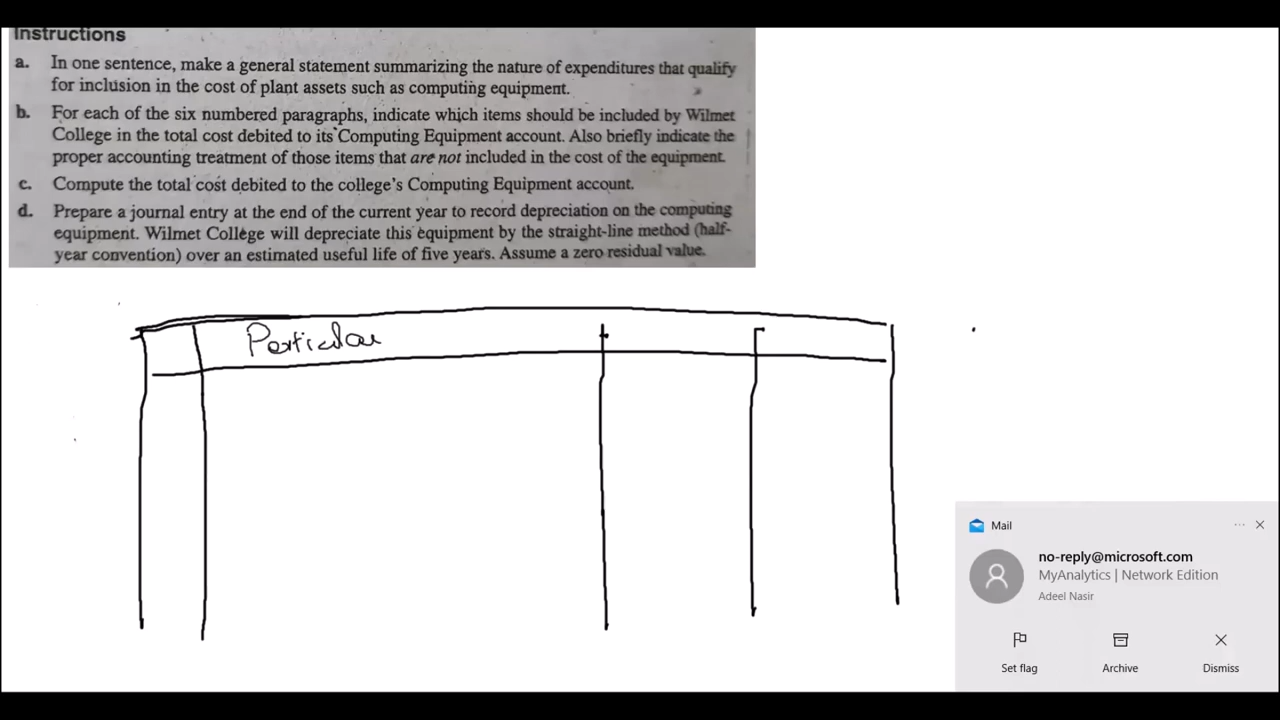 Instructions
a. In one sentence, make a general statement summarizing the nature of expenditures that qualify
for inclusion in the cost of plant assets such as computing equipment.
b. For each of the six numbered paragraphs, indicate which items should be included by Wilmet
College in the total cost debited to its Computing Equipment account. Also briefly indicate the
proper accounting treatment of those items that are not included in the cost of the equipment.
c. Compute the total cost debited to the college's Computing Equipment account.
d. Prepare a journal entry at the end of the current year to record depreciation on the computing
equipment. Wilmet College will depreciate this equipment by the straight-line method (half-
year convention) over an estimated useful life of five years. Assume a zero residual value.
Particular
Mail
no-reply@microsoft.com
MyAnalytics | Network Edition
Adeel Nasir
Set flag
Archive
Dismiss